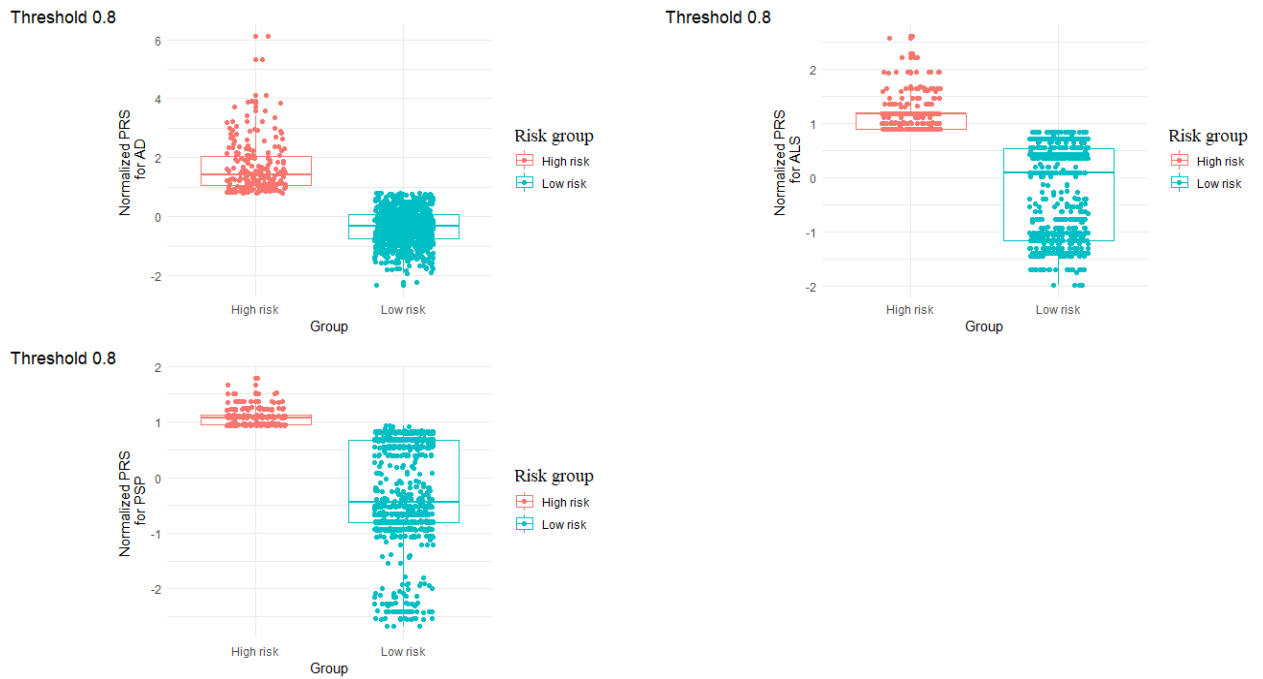 Threshold 0.8
Normalized PRS
for AD
6
4
2
0
-2
High risk
Low risk
Group
Risk group
High risk
Low risk
Threshold 0.8
Normalized PRS
for ALS
2
1
0
-1
-2
High risk
Low risk
Group
Risk group
High risk
Low risk
Threshold 0.8
Normalized PRS
for PSP
2
1
0
-1
-2
High risk
Low risk
Group
Risk group
High risk
Low risk